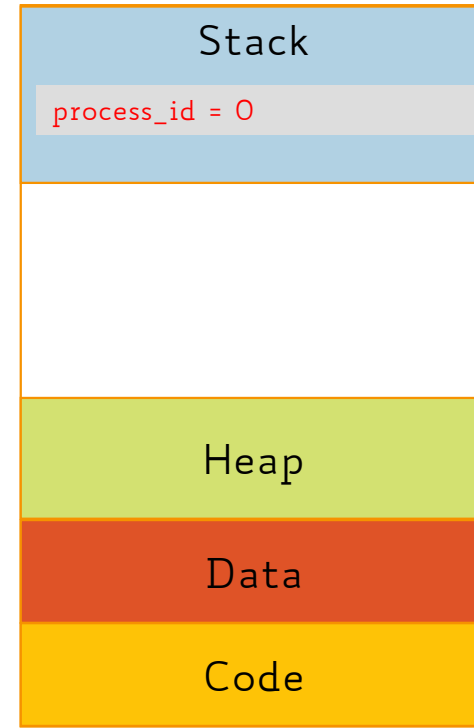 Stack
process_id = 0
Heap
Data
Code